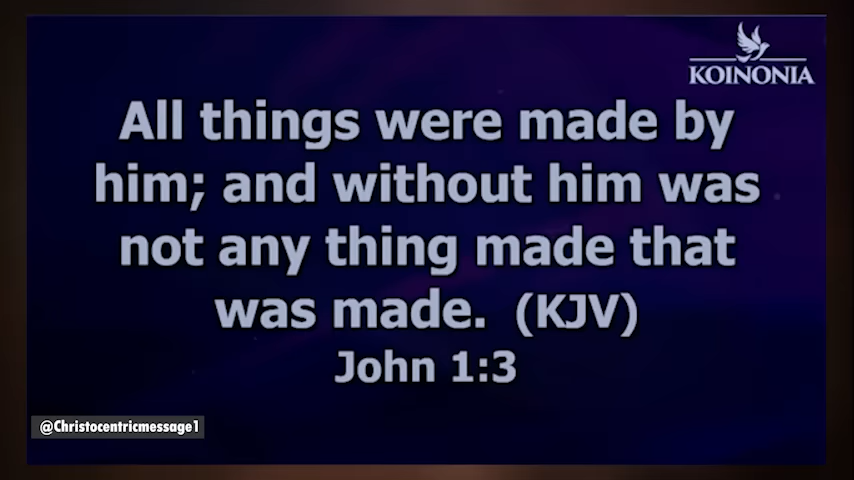 KOINONIA
All things were made by
him; and without him was
not any thing made that
was made. (KJV)
John 1:3
@Christocentricmessage1